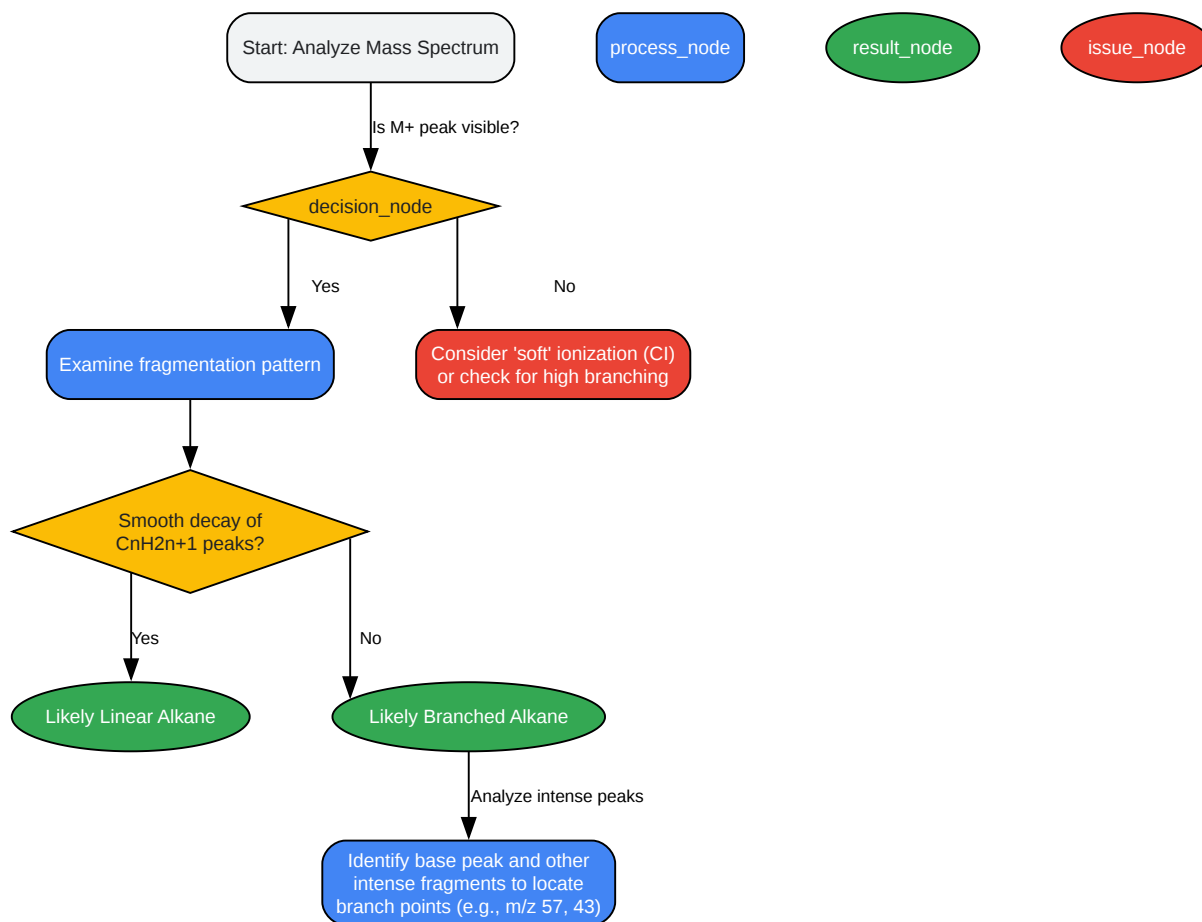 Start: Analyze Mass Spectrum
process_node
result_node
issue_node
Is M+ peak visible?
decision_node
Yes
No
Examine fragmentation pattern
Consider 'soft' ionization (CI)
or check for high branching
Smooth decay of
CnH2n+1 peaks?
Yes
No
Likely Linear Alkane
Likely Branched Alkane
Analyze intense peaks
Identify base peak and other
intense fragments to locate
branch points (e.g., m/z 57, 43)